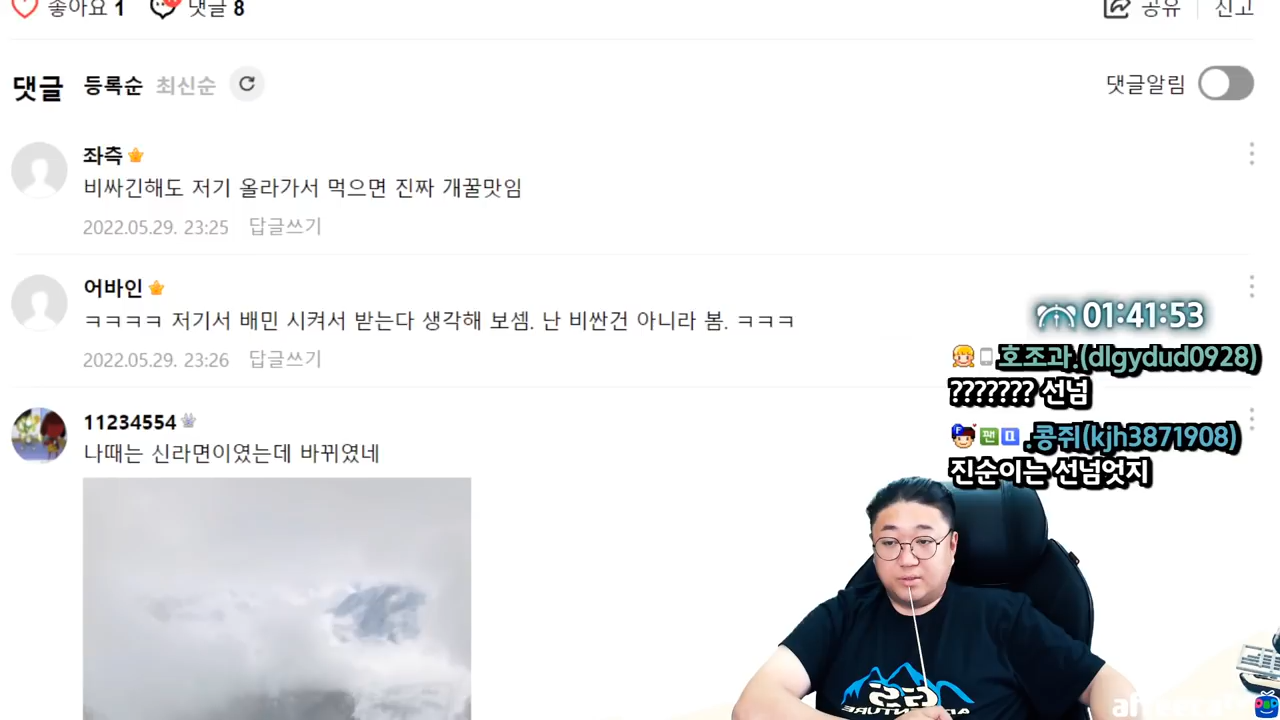 좋아요 1 댓글 8
공유 신고
댓글 등록순 최신순
댓글알림
좌측
비싸긴해도 저기 올라가서 먹으면 진짜 개꿀맛임
2022.05.29. 23:25 답글쓰기
어바인
ㅋㅋㅋㅋ 저기서 배민 시켜서 받는다 생각해 보셈. 난 비싼건 아니라 봄. ㅋㅋㅋ
2022.05.29. 23:26 답글쓰기
01:41:53
호조과.(dlgydud0928)
??????? 선넘
.콩쥐(kjh3871908)
진순이는 선넘엇지
11234554
나때는 신라면이였는데 바뀌였네